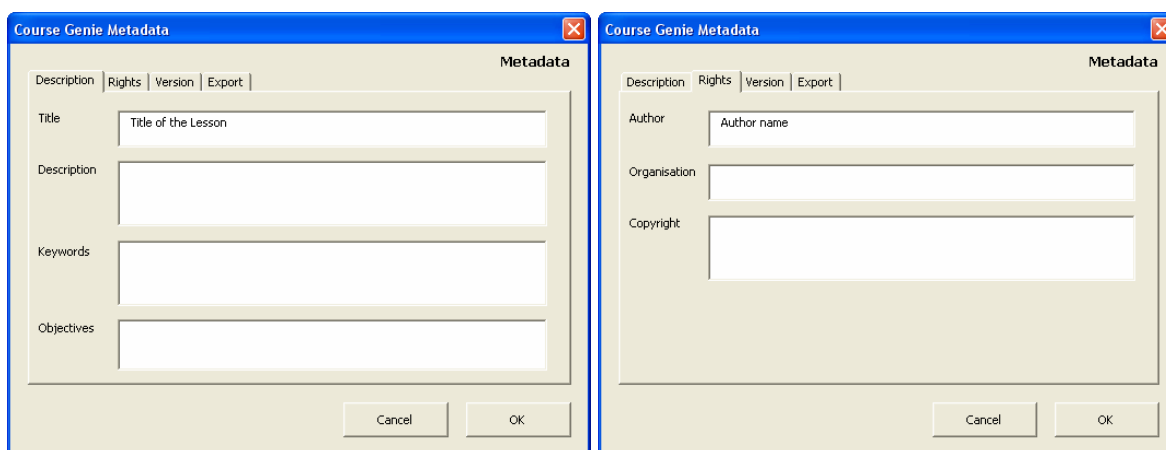 Course Genie Metadata
Metadata
Description Rights Version Export
Title Title of the Lesson
Description
Keywords
Objectives
Cancel OK
Course Genie Metadata
Metadata
Description Rights Version Export
Author Author name
Organisation
Copyright
Cancel OK